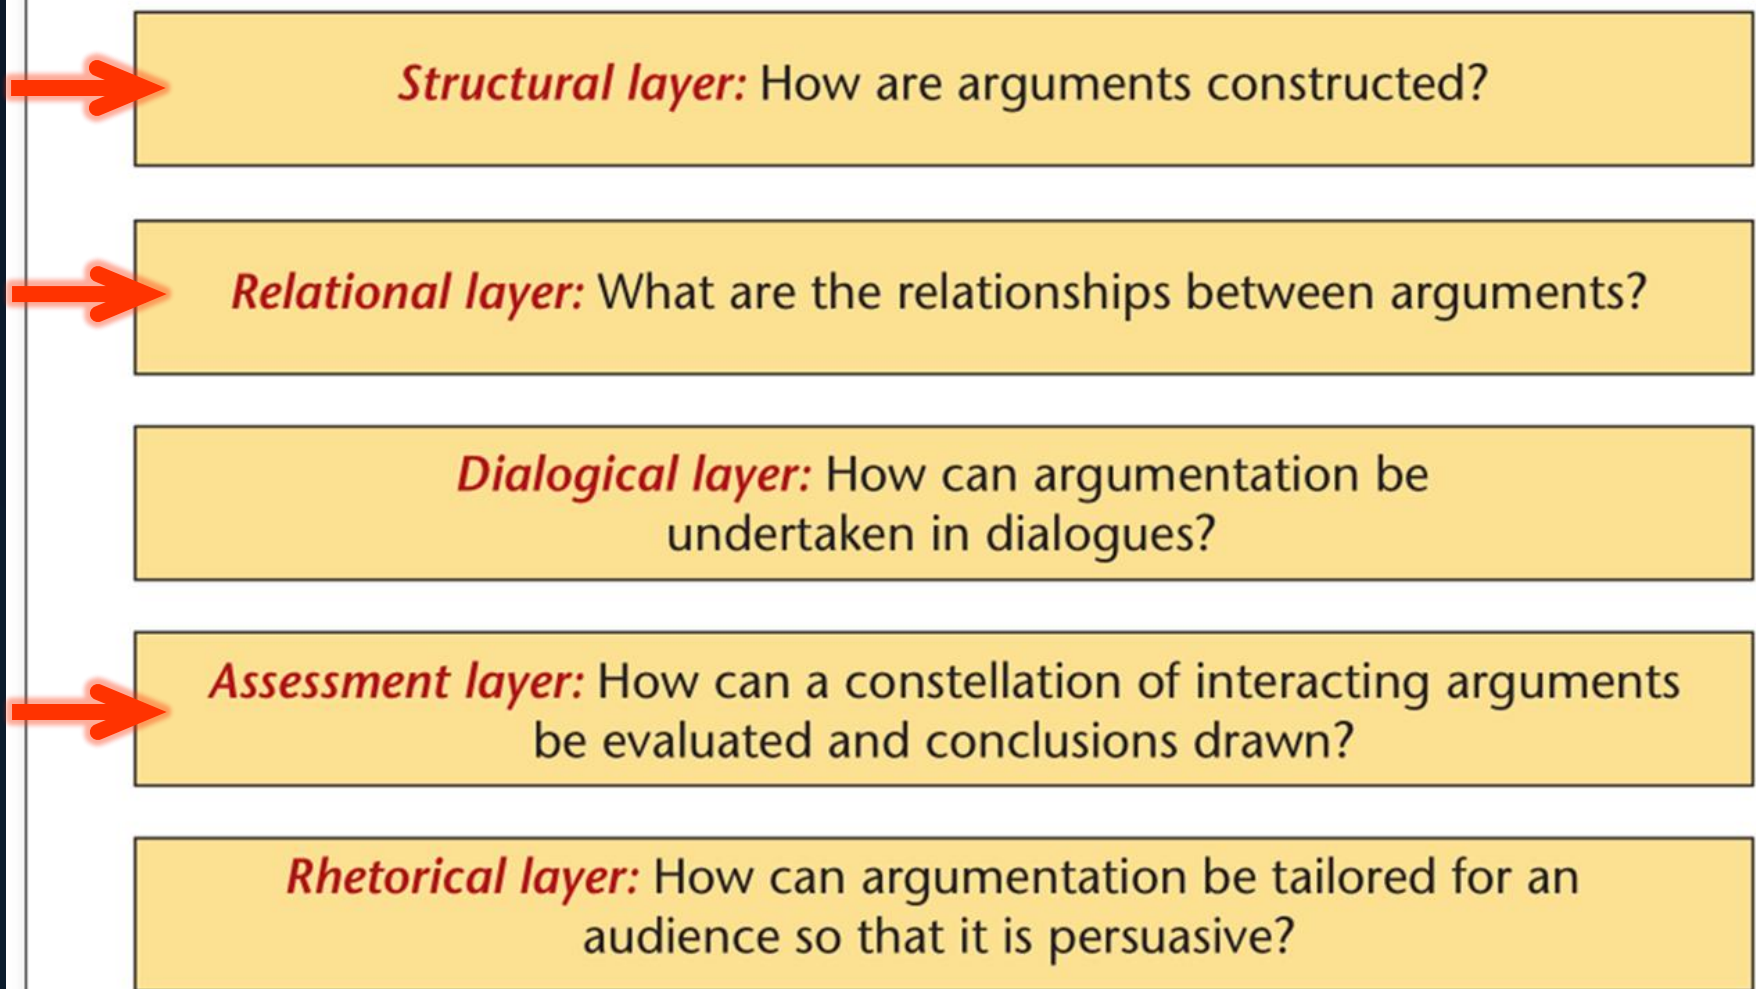 Structural layer: How are arguments constructed?
Relational layer: What are the relationships between arguments?
Dialogical layer: How can argumentation be
undertaken in dialogues?
Assessment layer: How can a constellation of interacting arguments
be evaluated and conclusions drawn?
Rhetorical layer: How can argumentation be tailored for an
audience so that it is persuasive?